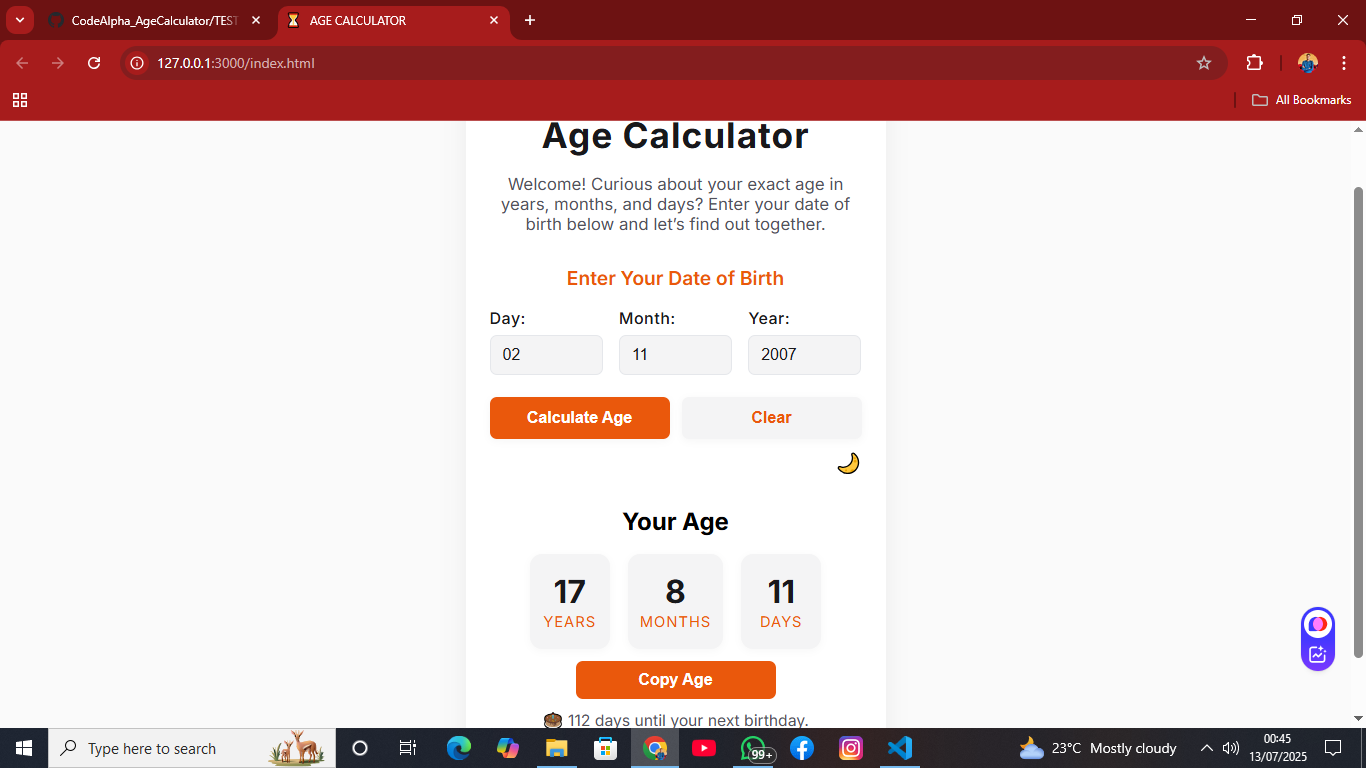 CodeAlpha_AgeCalculator/TEST
AGE CALCULATOR
127.0.0.1:3000/index.html
All Bookmarks
Age Calculator
Welcome! Curious about your exact age in
years, months, and days? Enter your date of
birth below and let’s find out together.
Enter Your Date of Birth
Day: Month: Year:
02 11 2007
Calculate Age Clear
Your Age
17 8 11
YEARS MONTHS DAYS
Copy Age
112 days until your next birthday.
Type here to search
99+
23°C Mostly cloudy
00:45
13/07/2025